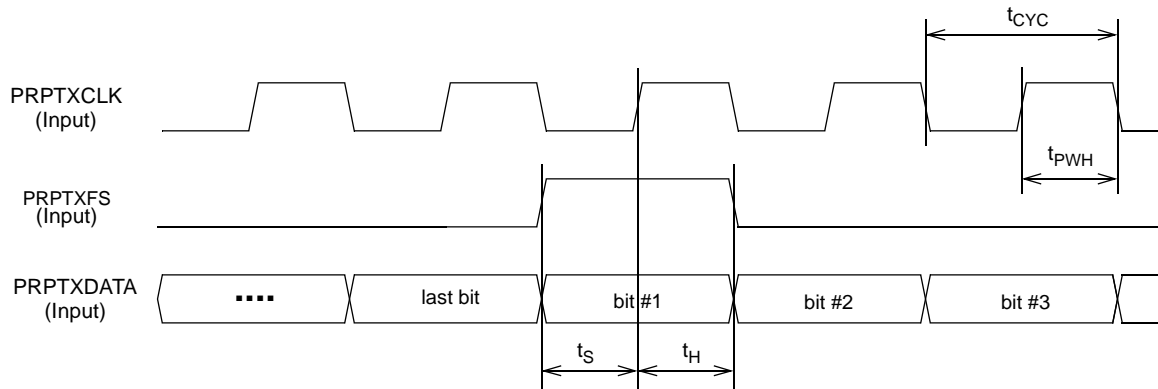 tCYC
PRPTXCLK
(Input)
tPWH
PRPTXFS
(Input)
PRPTXDATA
(Input)
....
last bit
bit #1
bit #2
bit #3
tS
tH